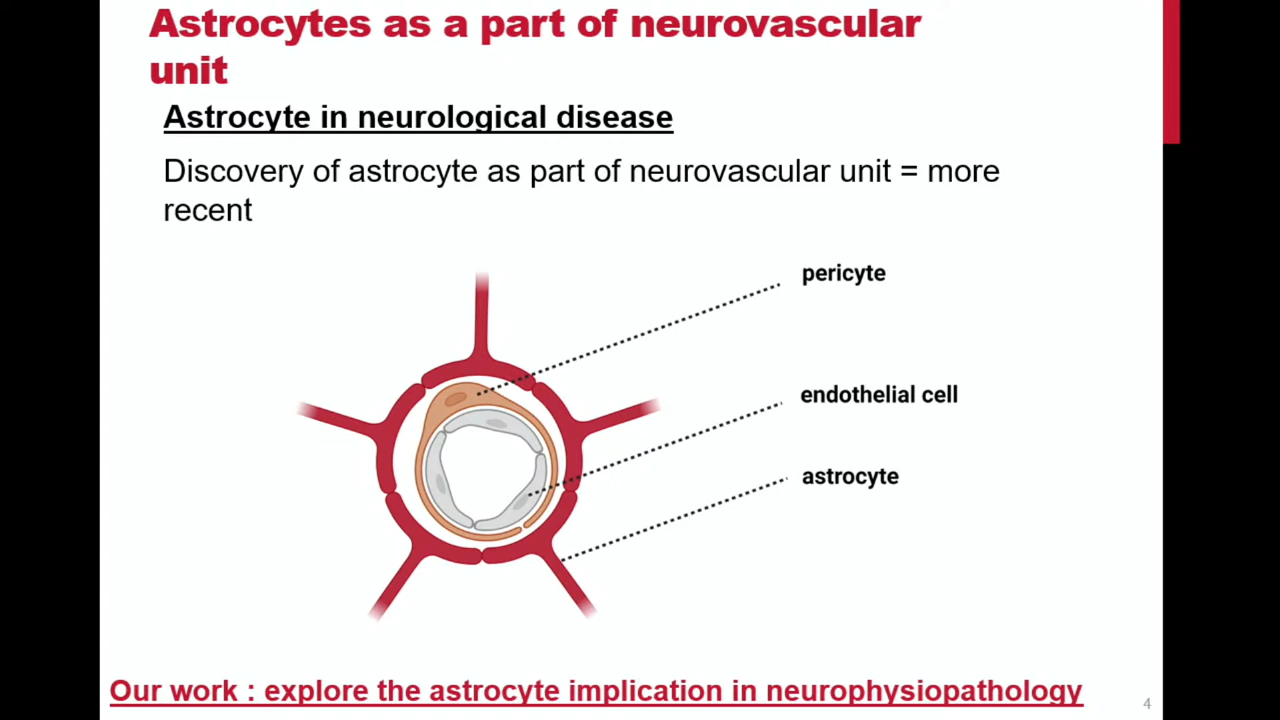 Astrocytes as a part of neurovascular
unit
Astrocyte in neurological disease
Discovery of astrocyte as part of neurovascular unit = more
recent
pericyte
endothelial cell
astrocyte
Our work : explore the astrocyte implication in neurophysiopathology
4